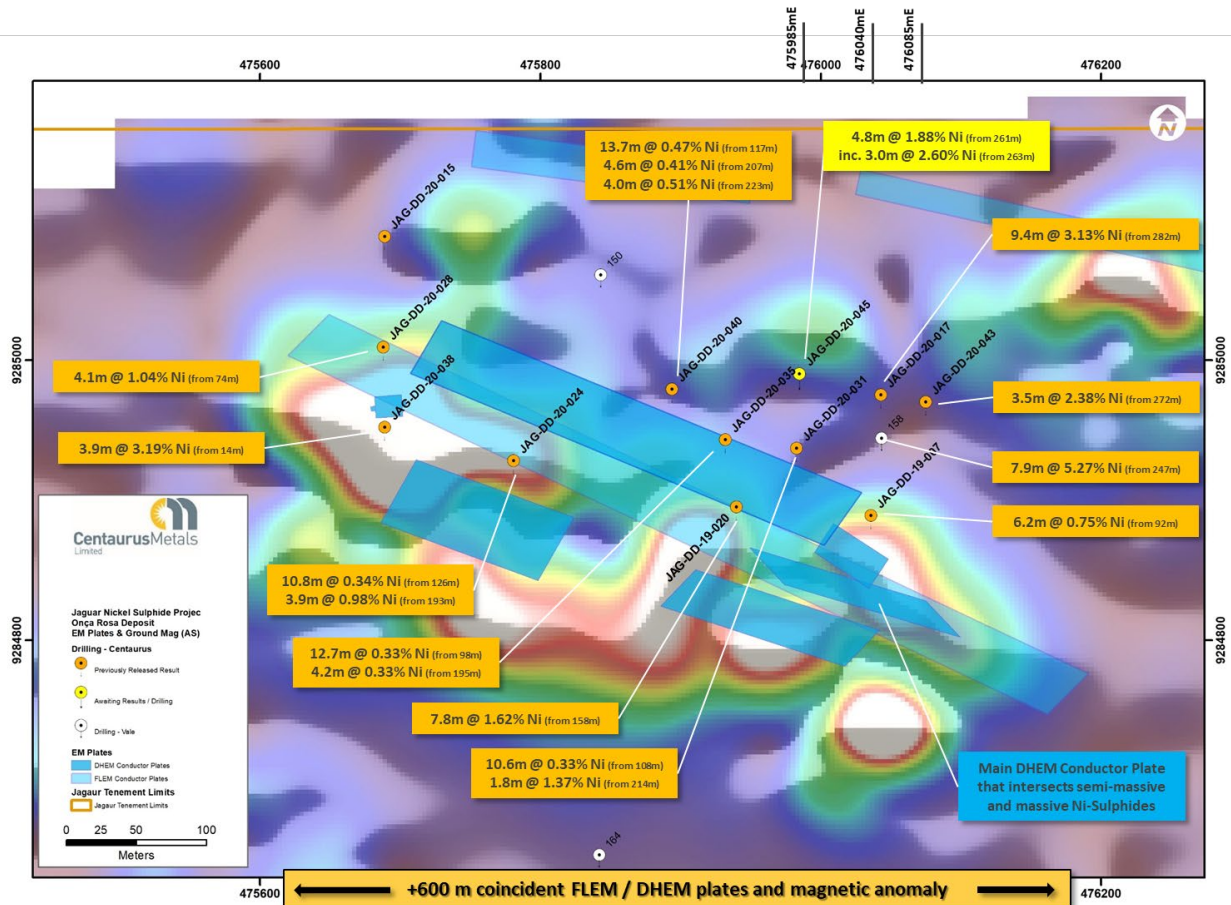 475985mE
476040mE
476085mE
475600
475800
476000
476200
N
13.7m @ 0.47% Ni (from 117m)
4.6m @ 0.41% Ni (from 207m)
4.0m @ 0.51% Ni (from 223m)
4.8m @ 1.88% Ni (from 261m)
inc. 3.0m @ 2.60% Ni (from 263m)
9.4m @ 3.13% Ni (from 282m)
JAG-DD-20-015
150
JAG-DD-20-028
JAG-DD-20-040
JAG-DD-20-045
JAG-DD-20-017
JAG-DD-20-043
9285000
9285000
4.1m @ 1.04% Ni (from 74m)
JAG-DD-20-038
JAG-DD-20-024
JAG-DD-20-035
JAG-DD-20-031
158
3.5m @ 2.38% Ni (from 272m)
3.9m @ 3.19% Ni (from 14m)
7.9m @ 5.27% Ni (from 247m)
JAG-DD-19-007
6.2m @ 0.75% Ni (from 92m)
JAG-DD-19-020
CentaurusMetals
Limited
10.8m @ 0.34% Ni (from 126m)
3.9m @ 0.98% Ni (from 193m)
Jaguar Nickel Sulphide Projec
Onça Rosa Deposit
EM Plates & Ground Mag (AS)
Drilling - Centaurus
Previously Released Result
Awaiting Results / Drilling
Drilling - Vale
EM Plates
DHEM Conductor Plates
FLEM Conductor Plates
Jagaur Tenement Limits
Jagaur Tenement Limits
0 50 100
Meters
9284800
9284800
12.7m @ 0.33% Ni (from 98m)
4.2m @ 0.33% Ni (from 195m)
7.8m @ 1.62% Ni (from 158m)
10.6m @ 0.33% Ni (from 108m)
1.8m @ 1.37% Ni (from 214m)
Main DHEM Conductor Plate
that intersects semi-massive
and massive Ni-Sulphides
164
475600
476200
+600 m coincident FLEM / DHEM plates and magnetic anomaly